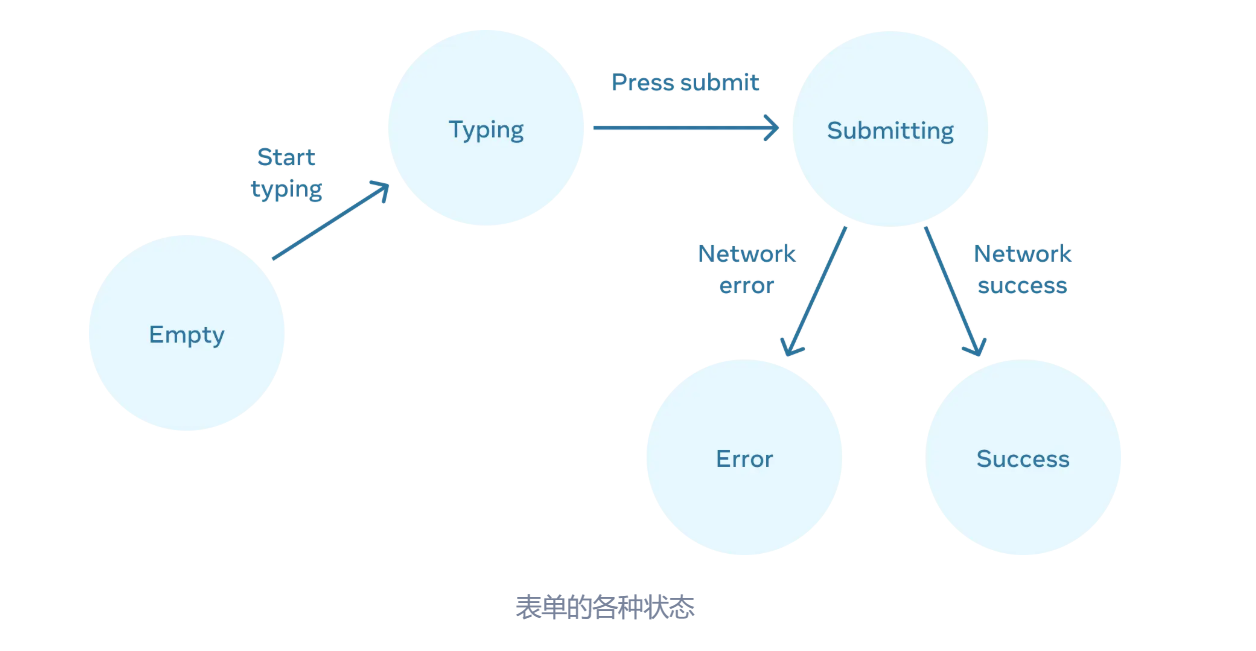 Press submit
Typing
Submitting
Start
typing
Network
error
Network
success
Empty
Error
Success
表单的各种状态